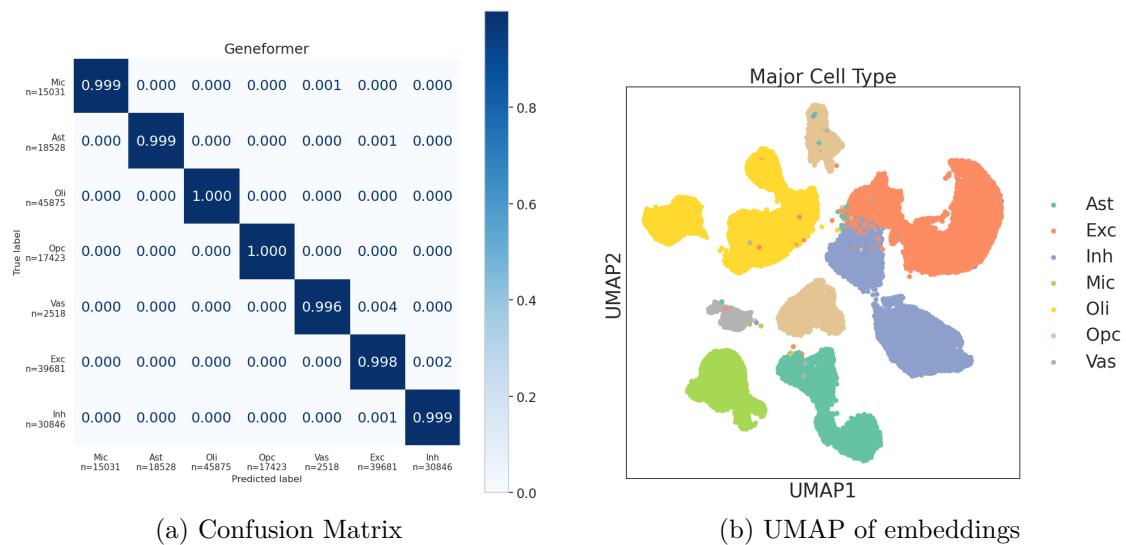 Geneformer
Mic
n=15031
0.999 0.000 0.000 0.000 0.001 0.000 0.000
Ast
n=18528
0.000 0.999 0.000 0.000 0.000 0.001 0.000
Oli
n=45875
0.000 0.000 1.000 0.000 0.000 0.000 0.000
Opc
n=17423
0.000 0.000 0.000 1.000 0.000 0.000 0.000
Vas
n=2518
0.000 0.000 0.000 0.000 0.996 0.004 0.000
Exc
n=39681
0.000 0.000 0.000 0.000 0.000 0.998 0.002
Inh
n=30846
0.000 0.000 0.000 0.000 0.000 0.001 0.999
True label
Mic Ast Oli Opc Vas Exc Inh
n=15031 n=18528 n=45875 n=17423 n=2518 n=39681 n=30846
Predicted label
0.8
0.6
0.4
0.2
0.0
(a) Confusion Matrix
Major Cell Type
UMAP2
UMAP1
Ast
Exc
Inh
Mic
Oli
Opc
Vas
(b) UMAP of embeddings